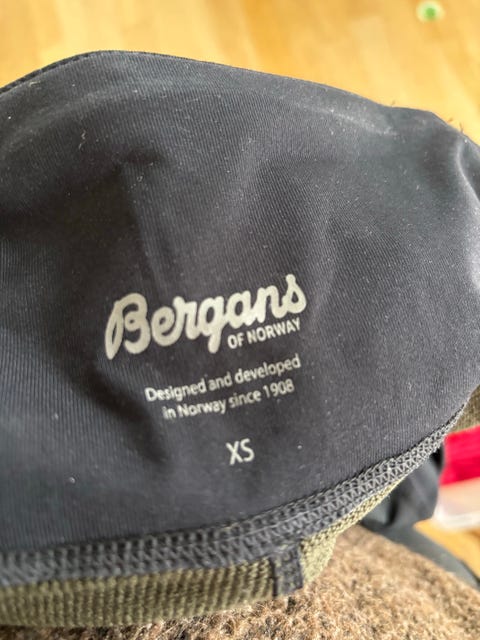 Bergans
OF NORWAY
Designed and developed
in Norway since 1908
XS